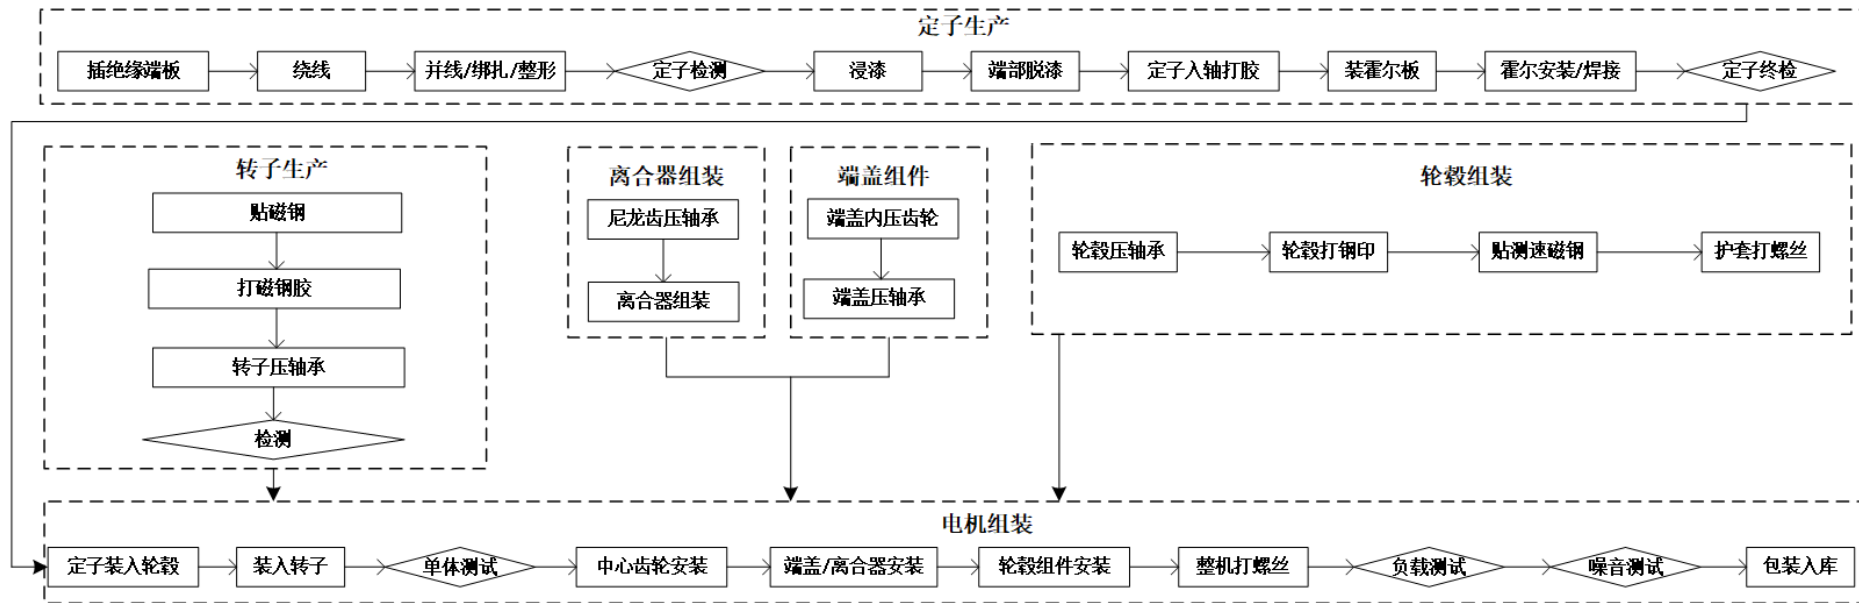 定子生产
插绝缘端板
绕线
并线/绑扎/整形
定子检测
浸漆
端部脱漆
定子入轴打胶
装霍尔板
霍尔安装/焊接
定子终检
转子生产
贴磁钢
打磁钢胶
转子压轴承
检测
离合器组装
尼龙齿压轴承
离合器组装
端盖组件
端盖内压齿轮
端盖压轴承
轮毂组装
轮毂压轴承
轮毂打钢印
贴测速磁钢
护套打螺丝
电机组装
定子装入轮毂
装入转子
单体测试
中心齿轮安装
端盖/离合器安装
轮毂组件安装
整机打螺丝
负载测试
噪音测试
包装入库